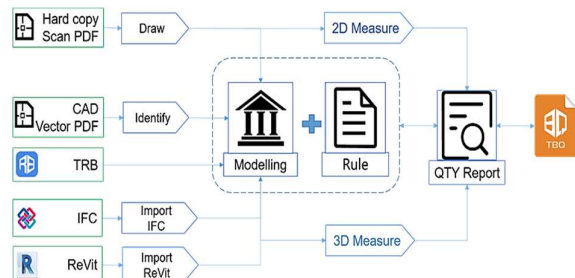 Hard copy
Scan PDF
Draw
2D Measure
CAD
Vector PDF
Identify
TRB
Modelling
Rule
QTY Report
TBQ
IFC
Import
IFC
3D Measure
R
ReVit
Import
ReVit